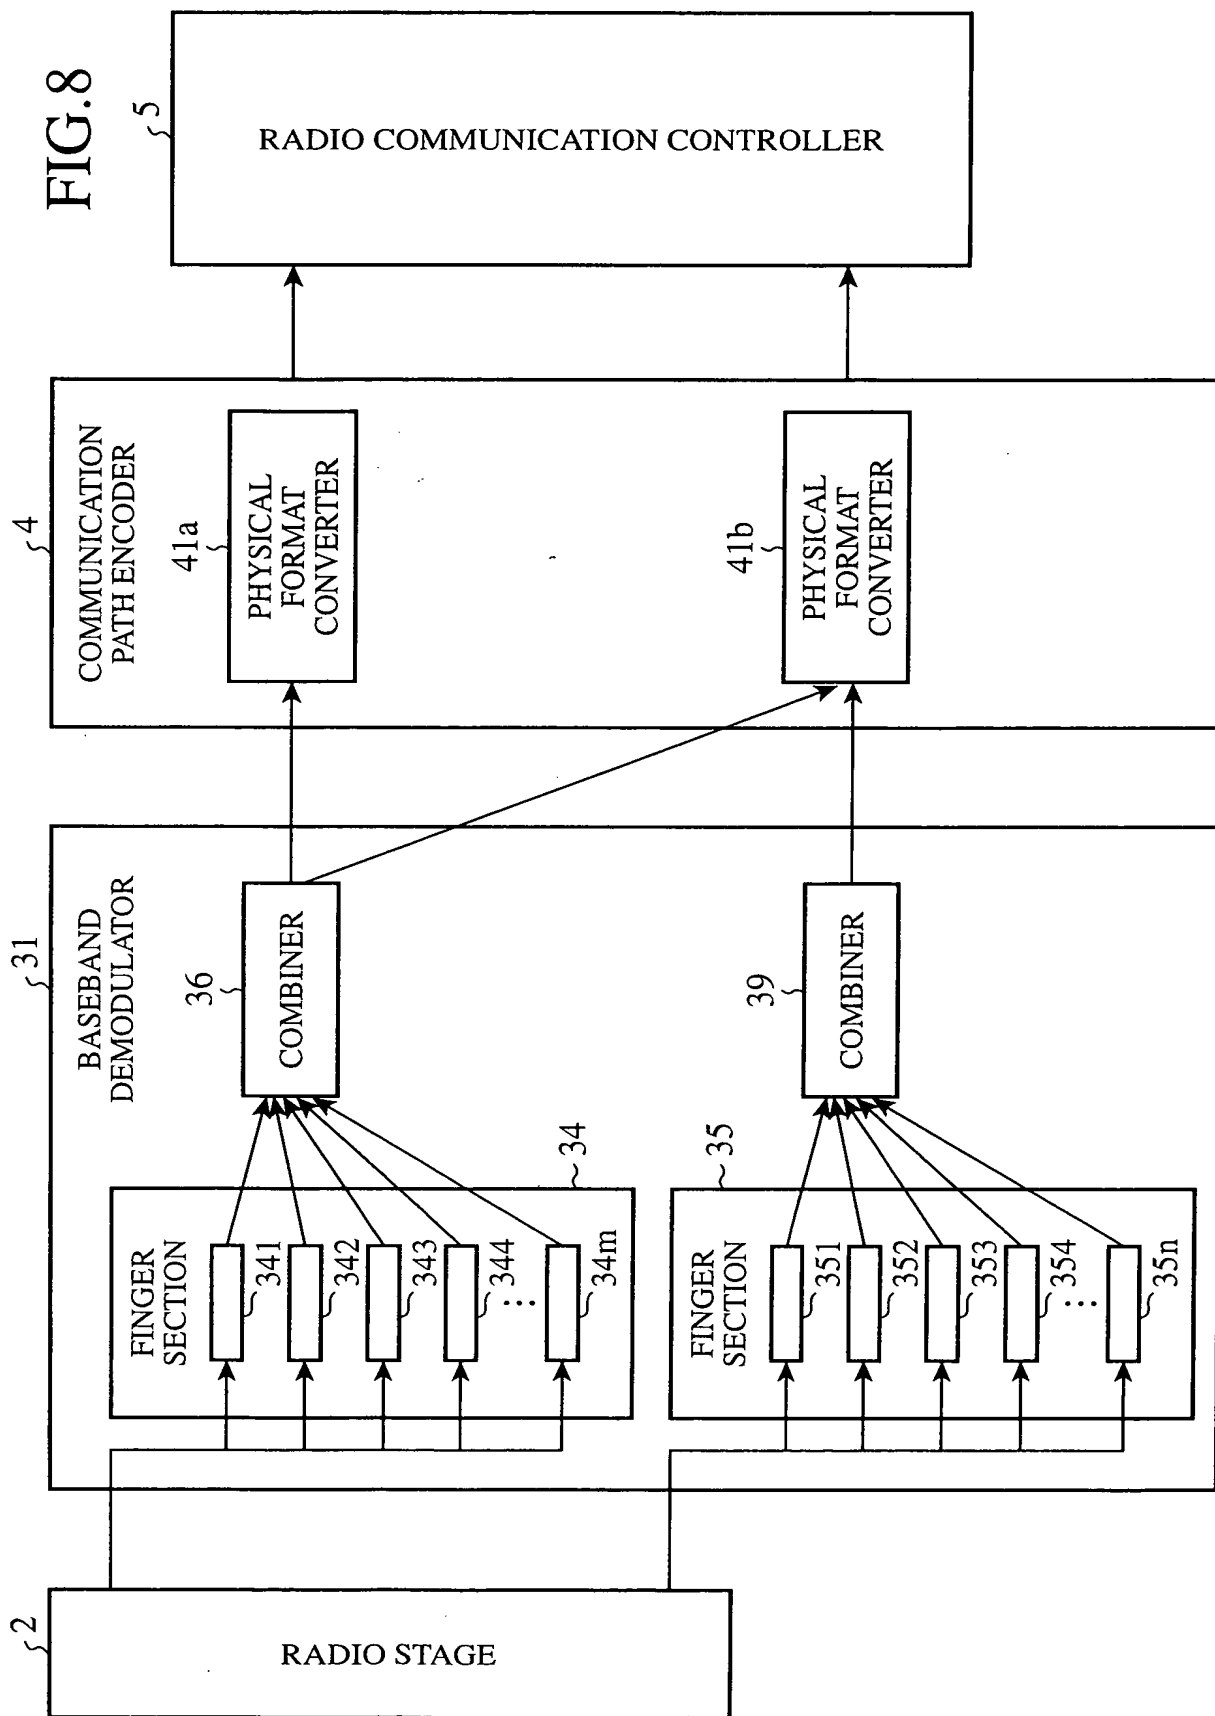 FIG.8
2
RADIO STAGE
31
BASEBAND
DEMODULATOR
FINGER
SECTION
341
342
343
344
...
34m
34
36
COMBINER
FINGER
SECTION
351
352
353
354
...
35n
35
39
COMBINER
4
COMMUNICATION
PATH ENCODER
41a
PHYSICAL
FORMAT
CONVERTER
41b
PHYSICAL
FORMAT
CONVERTER
5
RADIO COMMUNICATION CONTROLLER